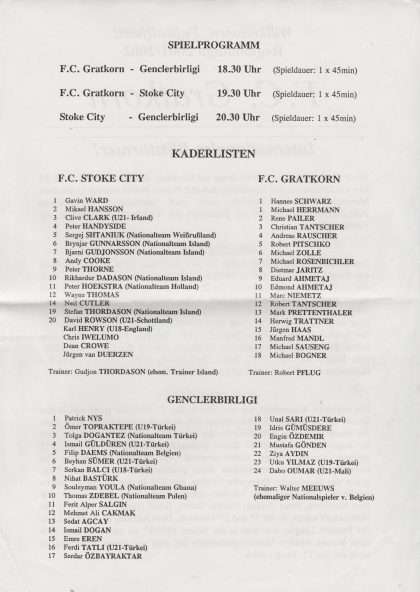 SPIELPROGRAMM
F.C. Gratkorn - Genclerbirligi 18.30 Uhr (Spieldauer: 1 x 45min)
F.C. Gratkorn - Stoke City 19.30 Uhr (Spieldauer: 1 x 45min)
Stoke City - Genclerbirligi 20.30 Uhr (Spieldauer: 1 x 45min)
KADERLISTEN
F.C. STOKE CITY
1 Gavin WARD
2 Mikael HANSSON
3 Clive CLARK (U21- Irland)
4 Peter HANDYSIDE
5 Sergej SHTANIUK (Nationalteam Weißrußland)
6 Brynjar GUNNARSSON (Nationalteam Island)
7 Bjarni GUDJONSSON (Nationalteam Island)
8 Andy COOKE
9 Peter THORNE
10 Rikhardur DADASON (Nationalteam Island)
11 Peter HOEKSTRA (Nationalteam Holland)
12 Wayne THOMAS
14 Neil CUTLER
19 Stefan THORDASON (Nationalteam Island)
20 David ROWSON (U21-Schottland)
Karl HENRY (U18-England)
Chris IWELUMO
Dean CROWE
Jürgen van DUERZEN
Trainer: Gudjon THORDASON (ehem. Trainer Island)
F.C. GRATKORN
1 Hannes SCHWARZ
1 Michael HERRMANN
2 Rene PAILER
3 Christian TANTSCHER
4 Andreas RAUSCHER
5 Robert PITSCHKO
6 Michael ZOLLE
7 Michael ROSENBICHLER
8 Dietmar JARITZ
9 Eduard AHMETAJ
10 Edmond AHMETAJ
11 Marc NIEMETZ
12 Robert TANTSCHER
13 Mark PRETTENTHALER
14 Herwig TRATTNER
15 Jürgen HAAS
16 Manfred MANDL
17 Michael SAUSENG
18 Michael BOGNER
Trainer: Robert PFLUG
GENCLERBIRLIGI
1 Patrick NYS
2 Ömer TOPRAKTEPE (U19-Türkei)
3 Tolga DOGANTEZ (Nationalteam Türkei)
4 Ismail GÜLDÜREN (U21-Türkei)
5 Filip DAEMS (Nationalteam Belgien)
6 Beyhan SÜMER (U21-Türkei)
7 Serkan BALCI (U18-Türkei)
8 Nihat BASTÜRK
9 Souleyman YOULA (Nationalteam Ghana)
10 Thomas ZDEBEL (Nationalteam Polen)
11 Ferit Alper SALGIN
12 Mehmet Ali CAKMAK
13 Sedat AGCAY
14 Ismail DOGAN
15 Emre EREN
16 Ferdi TATLI (U21-Türkei)
17 Serdar ÖZBAYRAKTAR
18 Unal SARI (U21-Türkei)
19 Idris GÜMÜSDERE
20 Engin ÖZDEMIR
21 Mustafa GÖNDEN
22 Ziya AYDIN
23 Utku YILMAZ (U19-Türkei)
24 Dabo OUMAR (U21-Mali)
Trainer: Walter MEEUWS
(ehemaliger Nationalspieler v. Belgien)